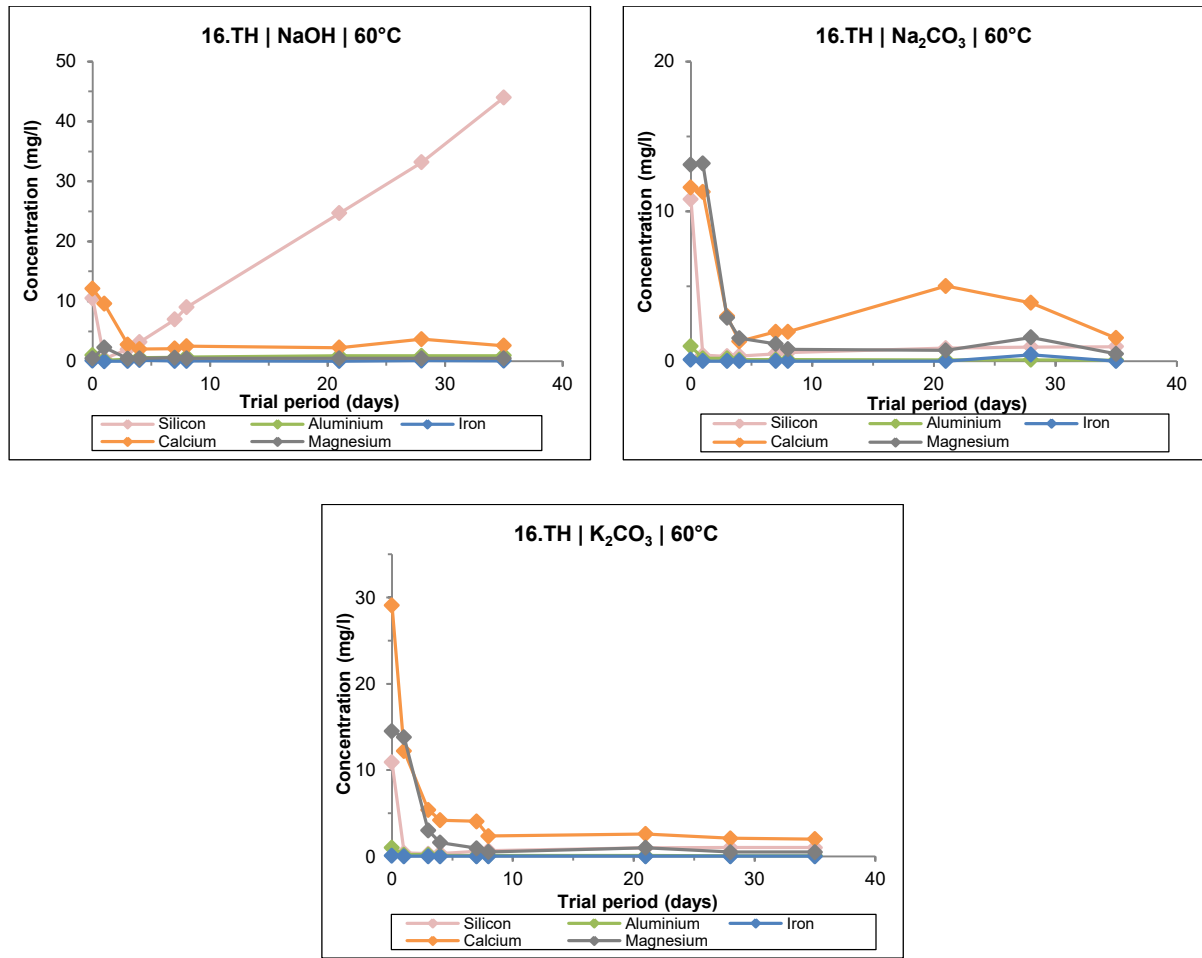 16.TH | NaOH | 60°C
50
40
30
20
10
0
Concentration (mg/l)
0 10 20 30 40
Trial period (days)
Silicon Aluminium Iron
Calcium Magnesium
16.TH | Na₂CO₃ | 60°C
20
10
0
Concentration (mg/l)
0 10 20 30 40
Trial period (days)
Silicon Aluminium Iron
Calcium Magnesium
16.TH | K₂CO₃ | 60°C
30
20
10
0
Concentration (mg/l)
0 10 20 30 40
Trial period (days)
Silicon Aluminium Iron
Calcium Magnesium